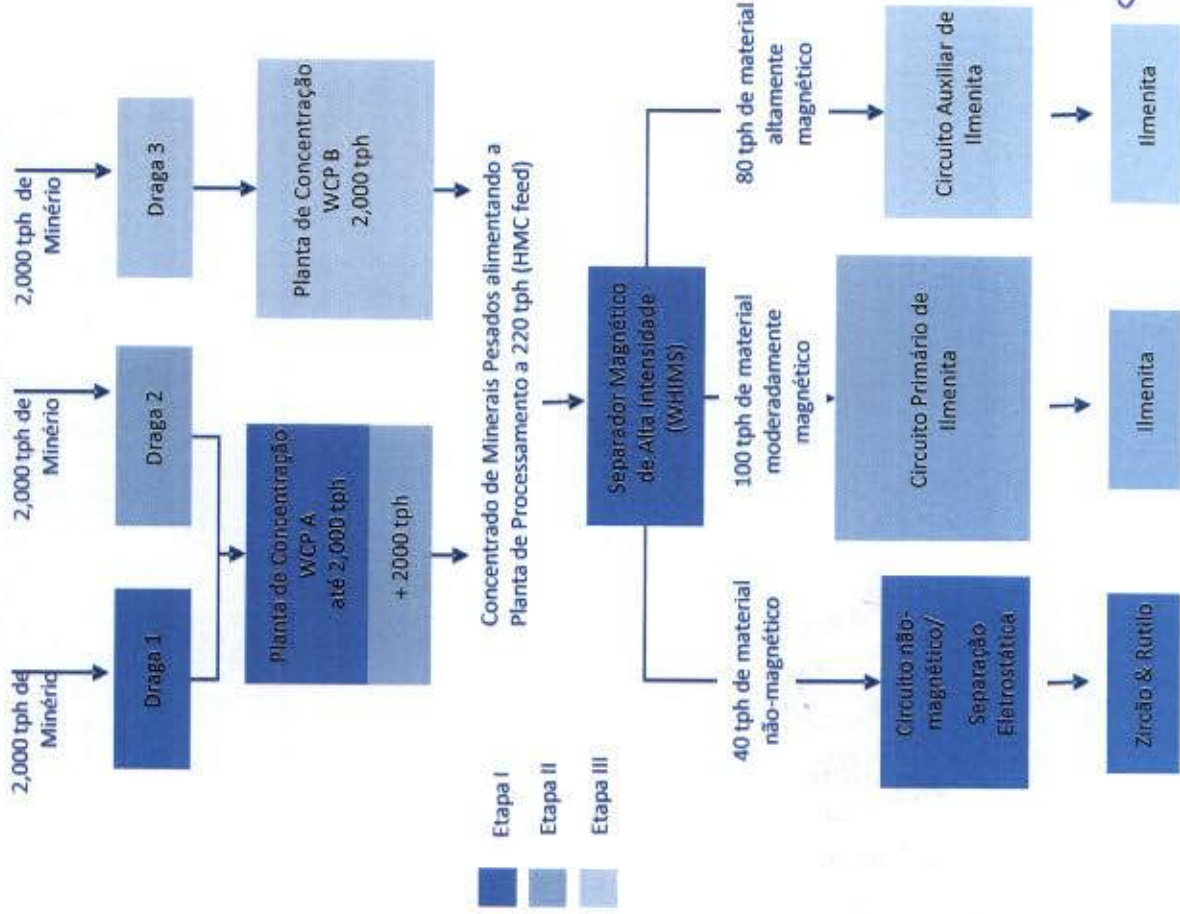 2,000 tph de
Minério
2,000 tph de
Minério
2,000 tph de
Minério
Draga 1
Draga 2
Draga 3
Planta de Concentração
WCP A
até 2,000 tph
+ 2000 tph
Planta de Concentração
WCP B
2,000 tph
Concentrado de Minerais Pesados alimentando a
Planta de Processamento a 220 tph (HMC feed)
Etapa I
Etapa II
Etapa III
Separador Magnético
de Alta Intensidade
(WHIMS)
40 tph de material
não-magnético
100 tph de material
moderadamente
magnético
80 tph de material
altamente
magnético
Circuito não-
magnético/
Separação
Eletrostática
Circuito Primário de
Ilmenita
Circuito Auxiliar de
Ilmenita
Zircão & Rutilo
Ilmenita
Ilmenita